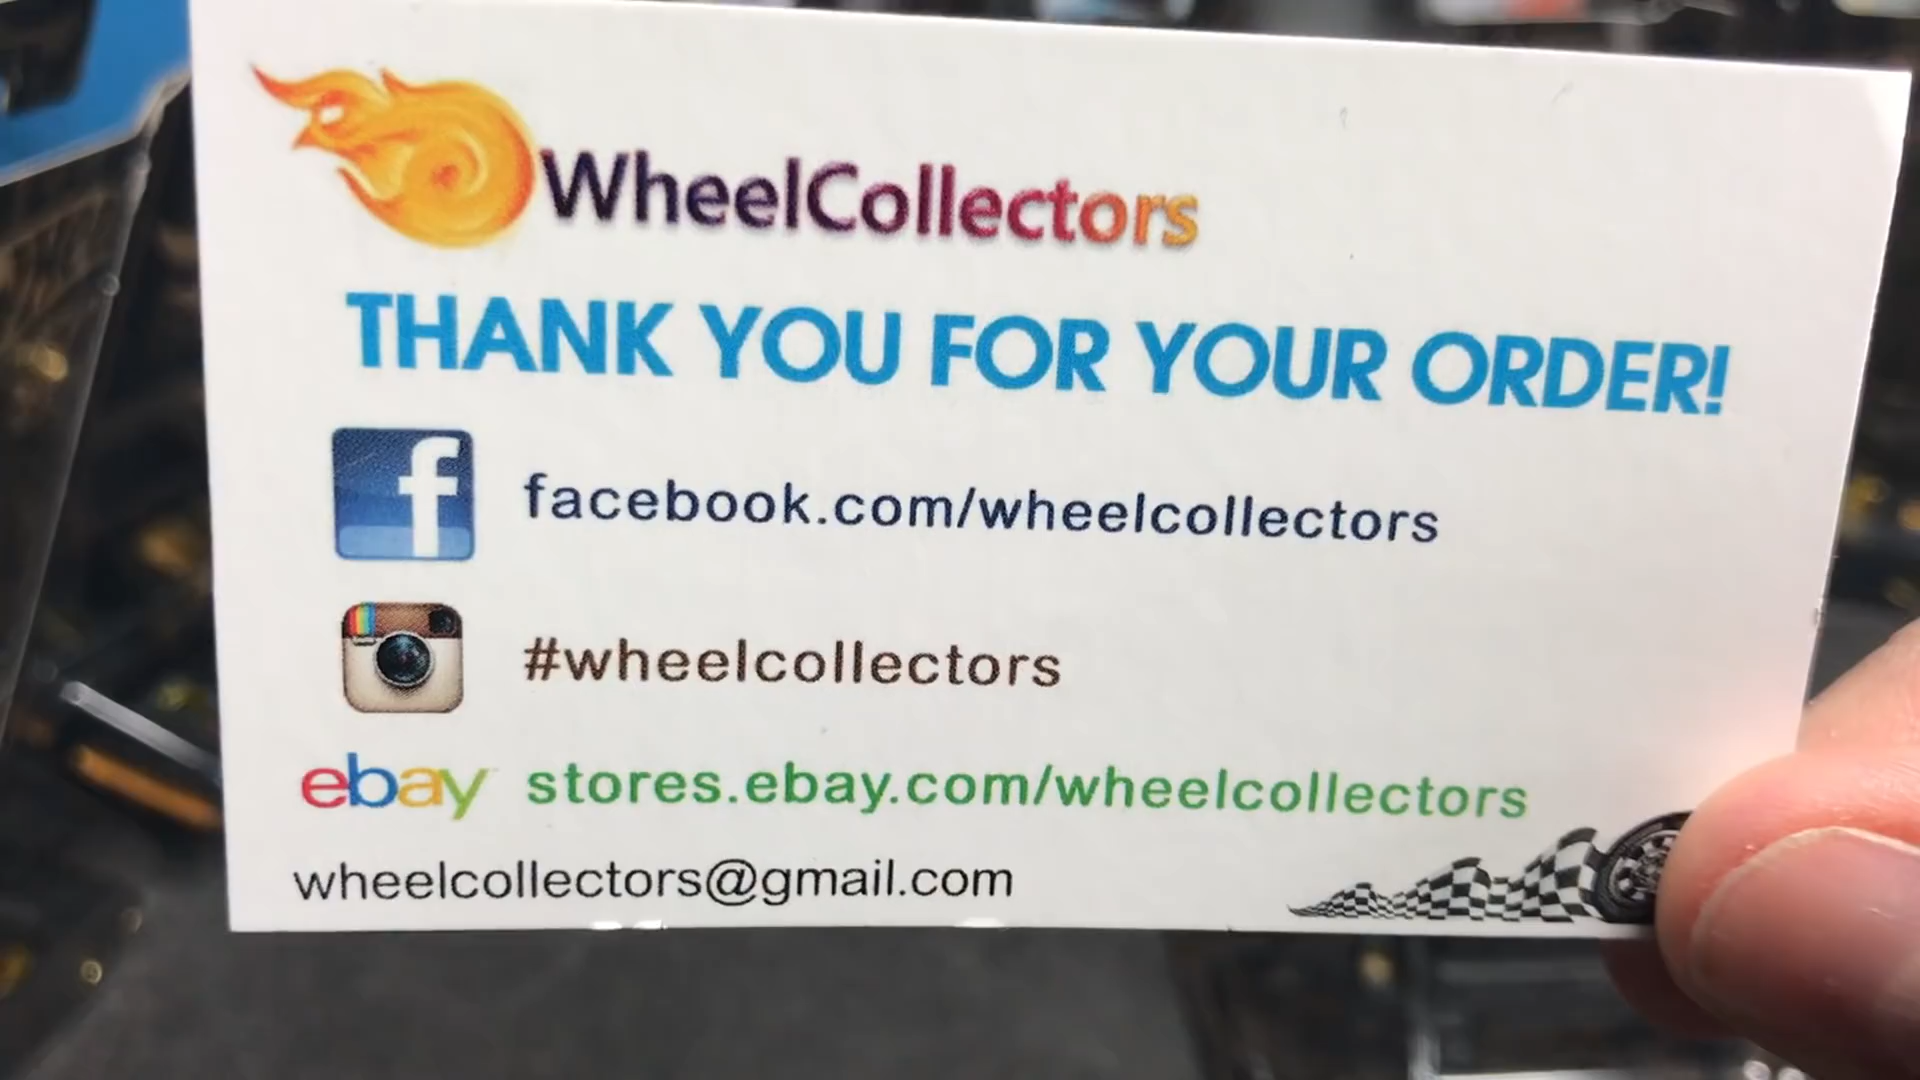 WheelCollectors
THANK YOU FOR YOUR ORDER!
f facebook.com/wheelcollectors
#wheelcollectors
ebay stores.ebay.com/wheelcollectors
wheelcollectors@gmail.com